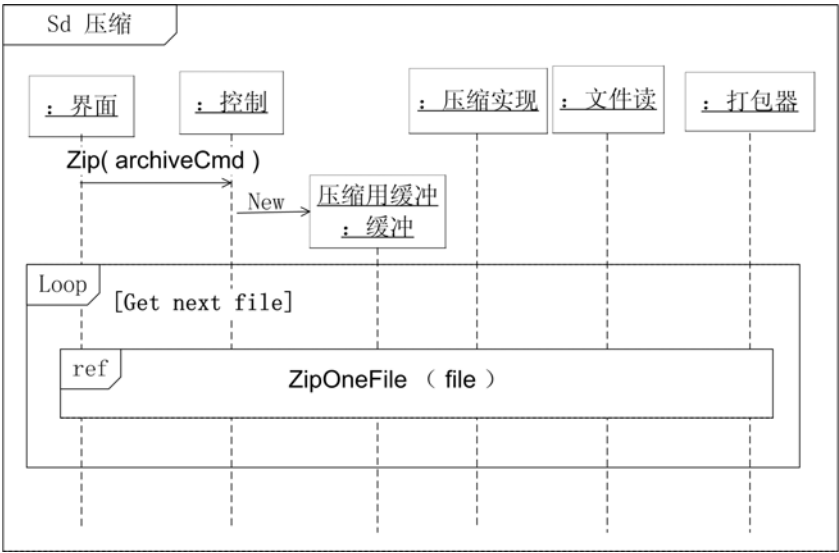 Sd 压缩
：界面
：控制
：压缩实现
：文件读
：打包器
Zip( archiveCmd )
New
压缩用缓冲
：缓冲
Loop
[Get next file]
ref
ZipOneFile （ file ）